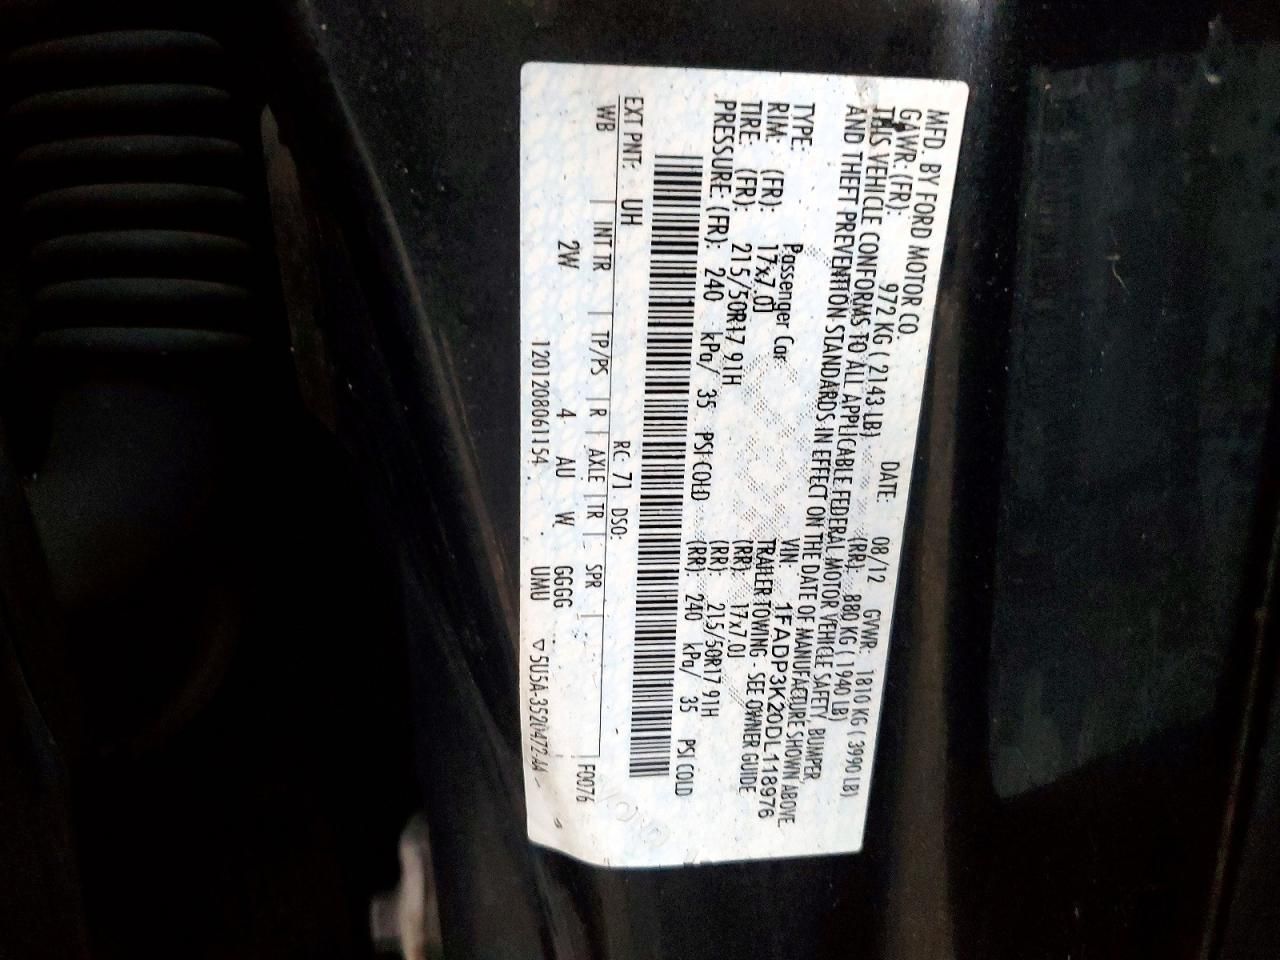 MFD. BY FORD MOTOR CO.
DATE: 08/12 GVWR: 1810 KG ( 3990 LB)
GAWR: (FR): 972 KG ( 2143 LB) (RR): 880 KG ( 1940 LB)
THIS VEHICLE CONFORMS TO ALL APPLICABLE FEDERAL MOTOR VEHICLE SAFETY, BUMPER,
AND THEFT PREVENTION STANDARDS IN EFFECT ON THE DATE OF MANUFACTURE SHOWN ABOVE.
VIN: 1FADP3K20DL118976
TYPE: Passenger Car TRAILER TOWING - SEE OWNER GUIDE
RIM: (FR): 17x7.0J (RR): 17x7.0J
TIRE: (FR): 215/50R17 91H (RR): 215/50R17 91H
PRESSURE: (FR): 240 kPa/ 35 PSI COLD (RR): 240 kPa/ 35 PSI COLD
EXT PNT: UH RC: 71 DSO: F0076
WB | INT TR | TP/PS | R | AXLE | TR | SPR |
2W 4 AU W GGGG
1201208061154 UMU ▽5U5A-3520472-AA